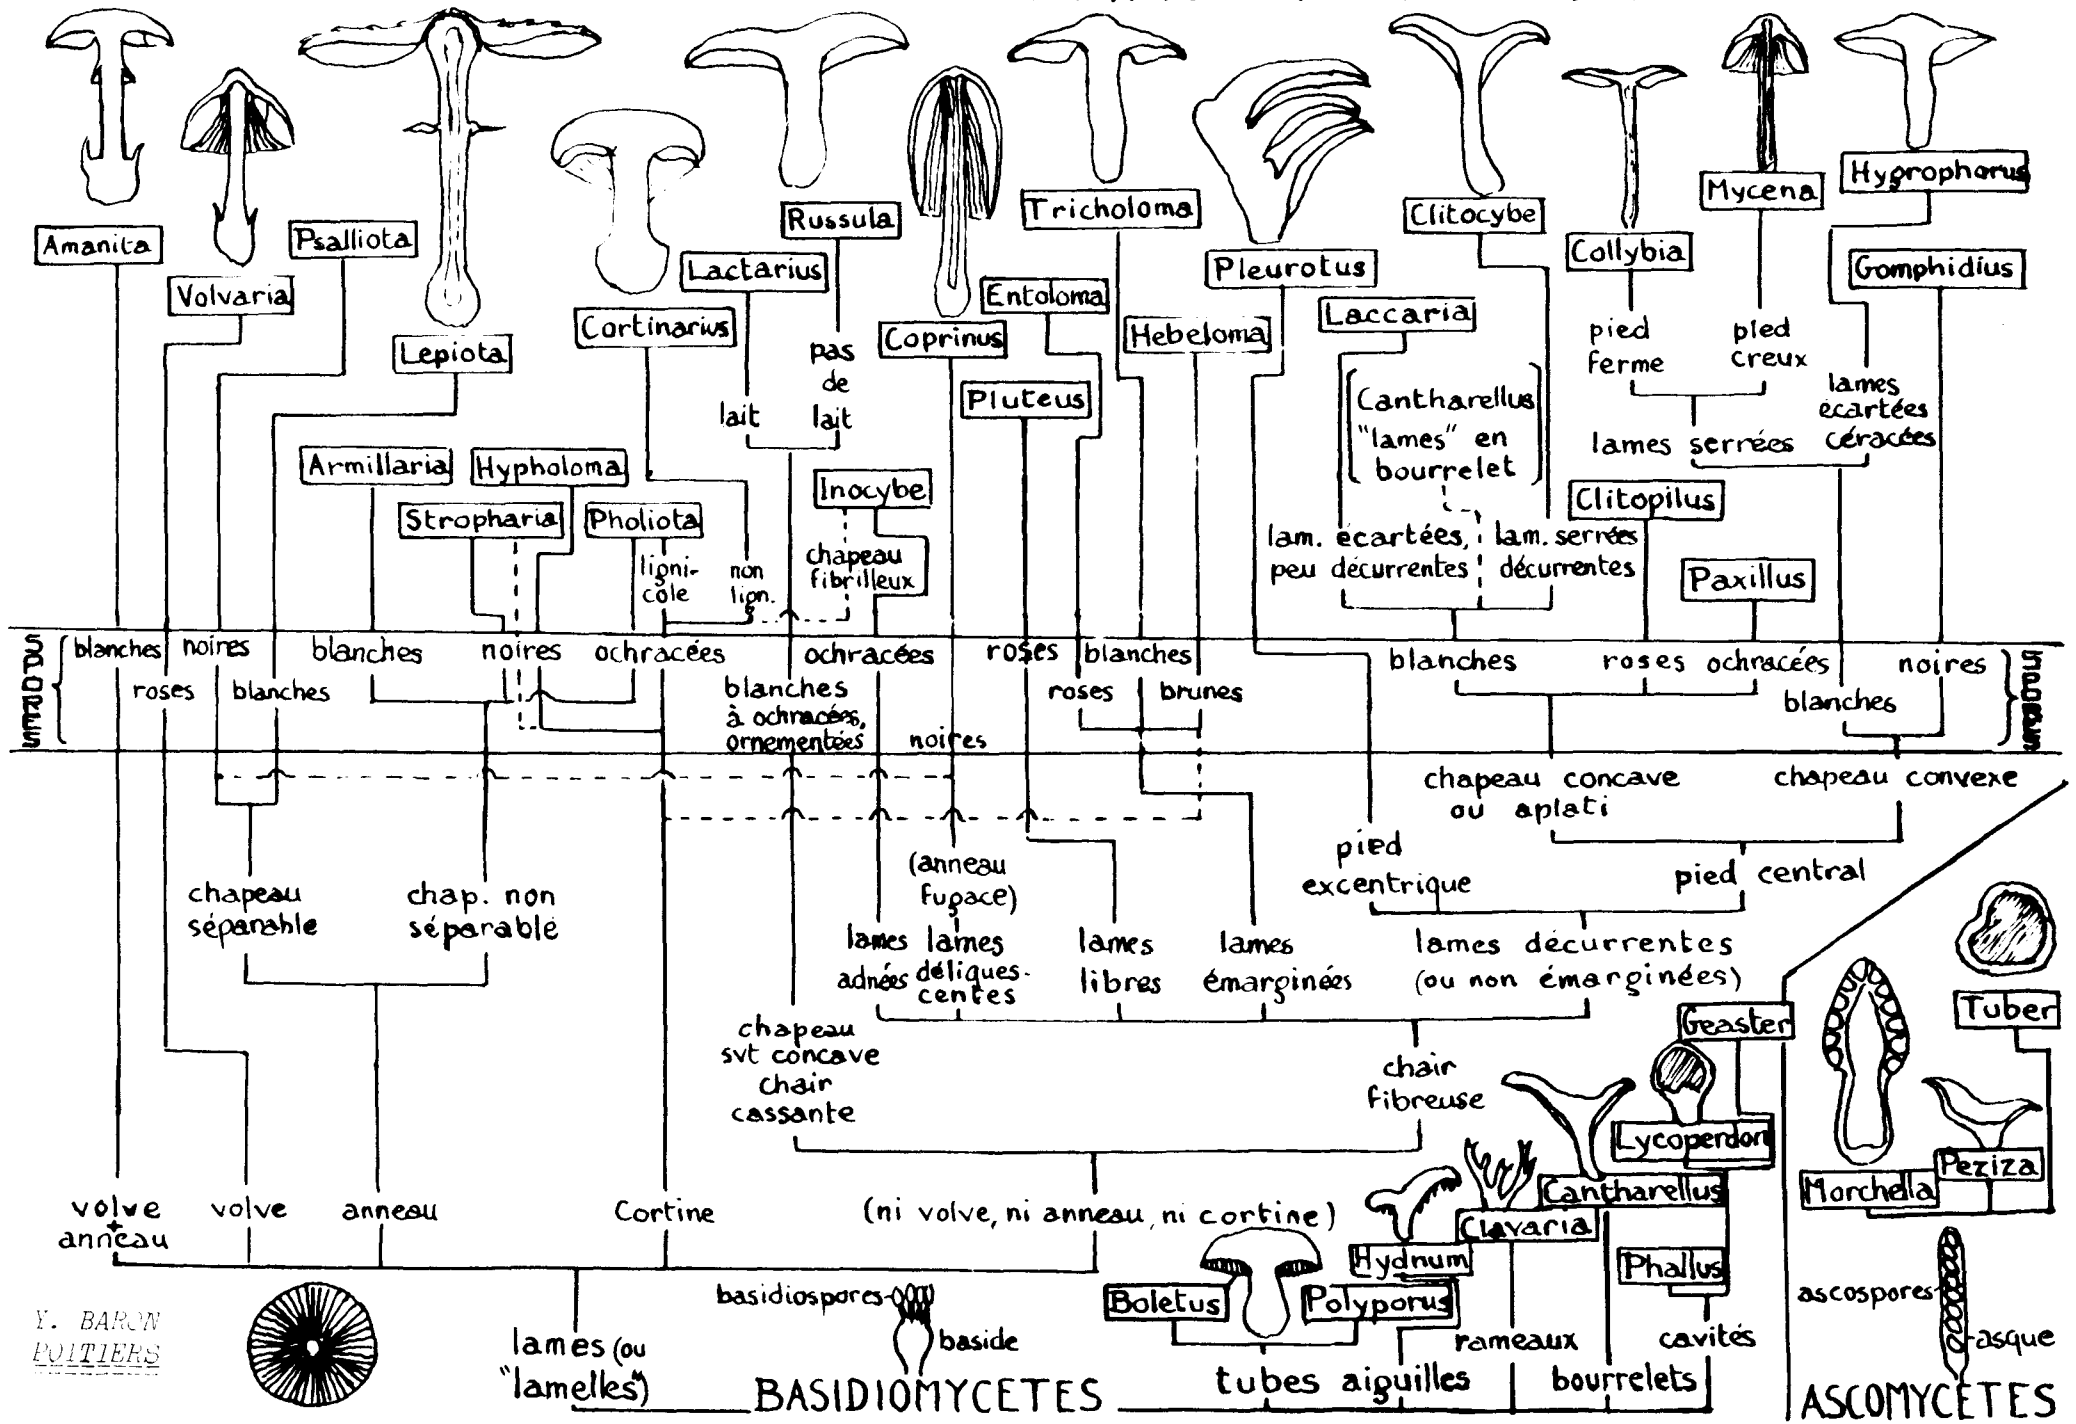 Amanita
Volvaria
Psalliota
Lepiota
Cortinarius
Lactarius
Russula
Coprinus
Entoloma
Pluteus
Tricholoma
Hebeloma
Pleurotus
Laccaria
Clitocybe
Collybia
Mycena
Hygrophorus
Gomphidius
Armillaria
Hypholoma
Stropharia
Pholiota
Inocybe
Clitopilus
Paxillus
lait
pas
de
lait
(Cantharellus
"lames" en
bourrelet)
pied
ferme
pied
creux
lames serrées
lames
écartées
céracées
ligni-
cole
non
lign.
chapeau
fibrilleux
lam. écartées,
peu décurrentes
lam. serrées
décurrentes
SPORES
blanches
roses
noires
blanches
blanches
noires
ochracées
blanches
à ochracées,
ornementées
ochracées
noires
roses
roses
blanches
brunes
blanches
roses
ochracées
blanches
noires
SPORES
chapeau concave
ou aplati
chapeau convexe
chapeau
séparable
chap. non
séparable
(anneau
fugace)
pied
excentrique
pied central
lames
adnées
lames
déliques-
centes
lames
libres
lames
émarginées
lames décurrentes
(ou non émarginées)
chapeau
svt concave
chair
cassante
chair
fibreuse
volve
+
anneau
volve
anneau
Cortine
(ni volve, ni anneau, ni cortine)
Geaster
Lycoperdon
Cantharellus
Clavaria
Hydnum
Phallus
Boletus
Polyporus
Tuber
Peziza
Morchella
Y. BARON
POITIERS
lames (ou
"lamelles")
basidiospores
baside
BASIDIOMYCETES
tubes
aiguilles
rameaux
bourrelets
cavités
ascospores
asque
ASCOMYCETES